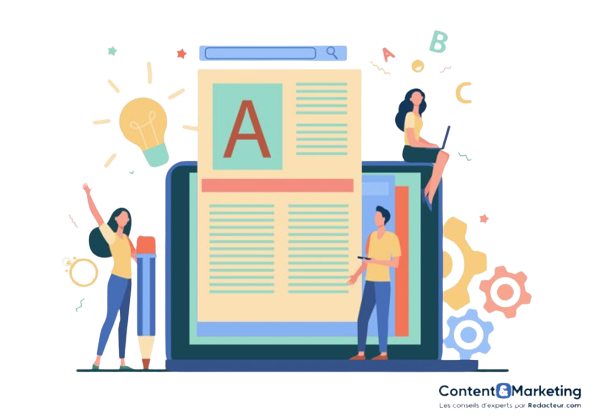 A
B
C
A
Content&Marketing
Les conseils d'experts par Redacteur.com